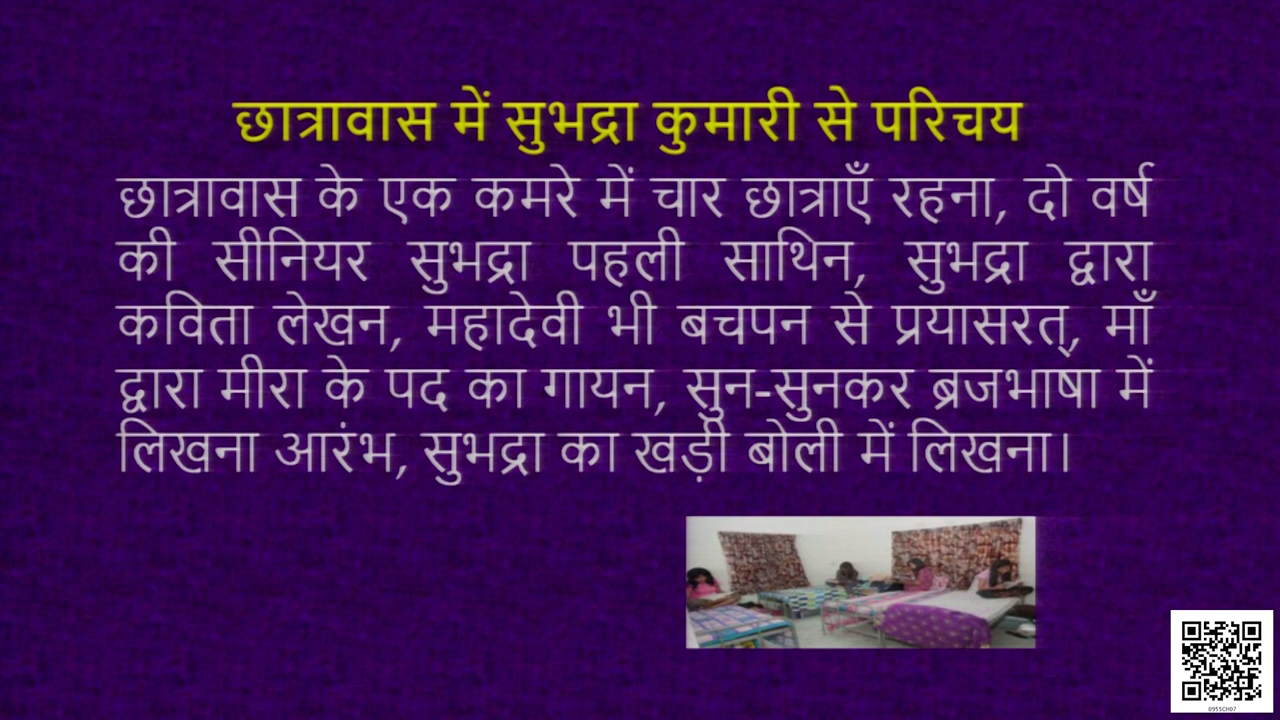 छात्रावास में सुभद्रा कुमारी से परिचय
छात्रावास के एक कमरे में चार छात्राएँ रहना, दो वर्ष
की सीनियर सुभद्रा पहली साथिन, सुभद्रा द्वारा
कविता लेखन, महादेवी भी बचपन से प्रयासरत्, माँ
द्वारा मीरा के पद का गायन, सुन-सुनकर ब्रजभाषा में
लिखना आरंभ, सुभद्रा का खड़ी बोली में लिखना।
0955CH07